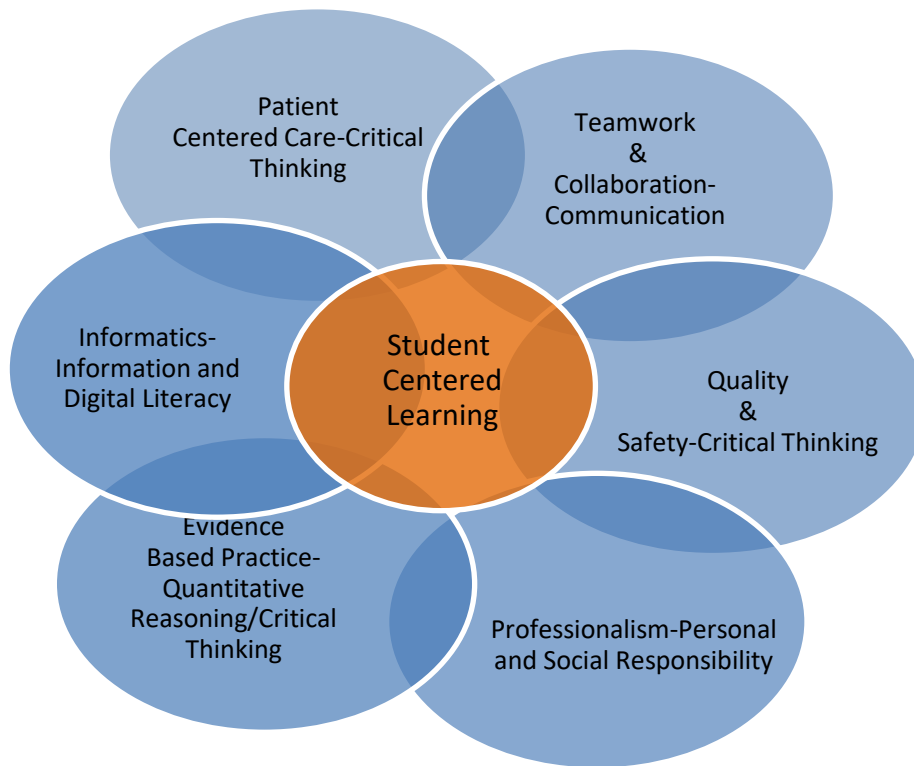 Patient
Centered Care-Critical
Thinking
Teamwork
&
Collaboration-
Communication
Informatics-
Information and
Digital Literacy
Student
Centered
Learning
Quality
&
Safety-Critical Thinking
Evidence
Based Practice-
Quantitative
Reasoning/Critical
Thinking
Professionalism-Personal
and Social Responsibility